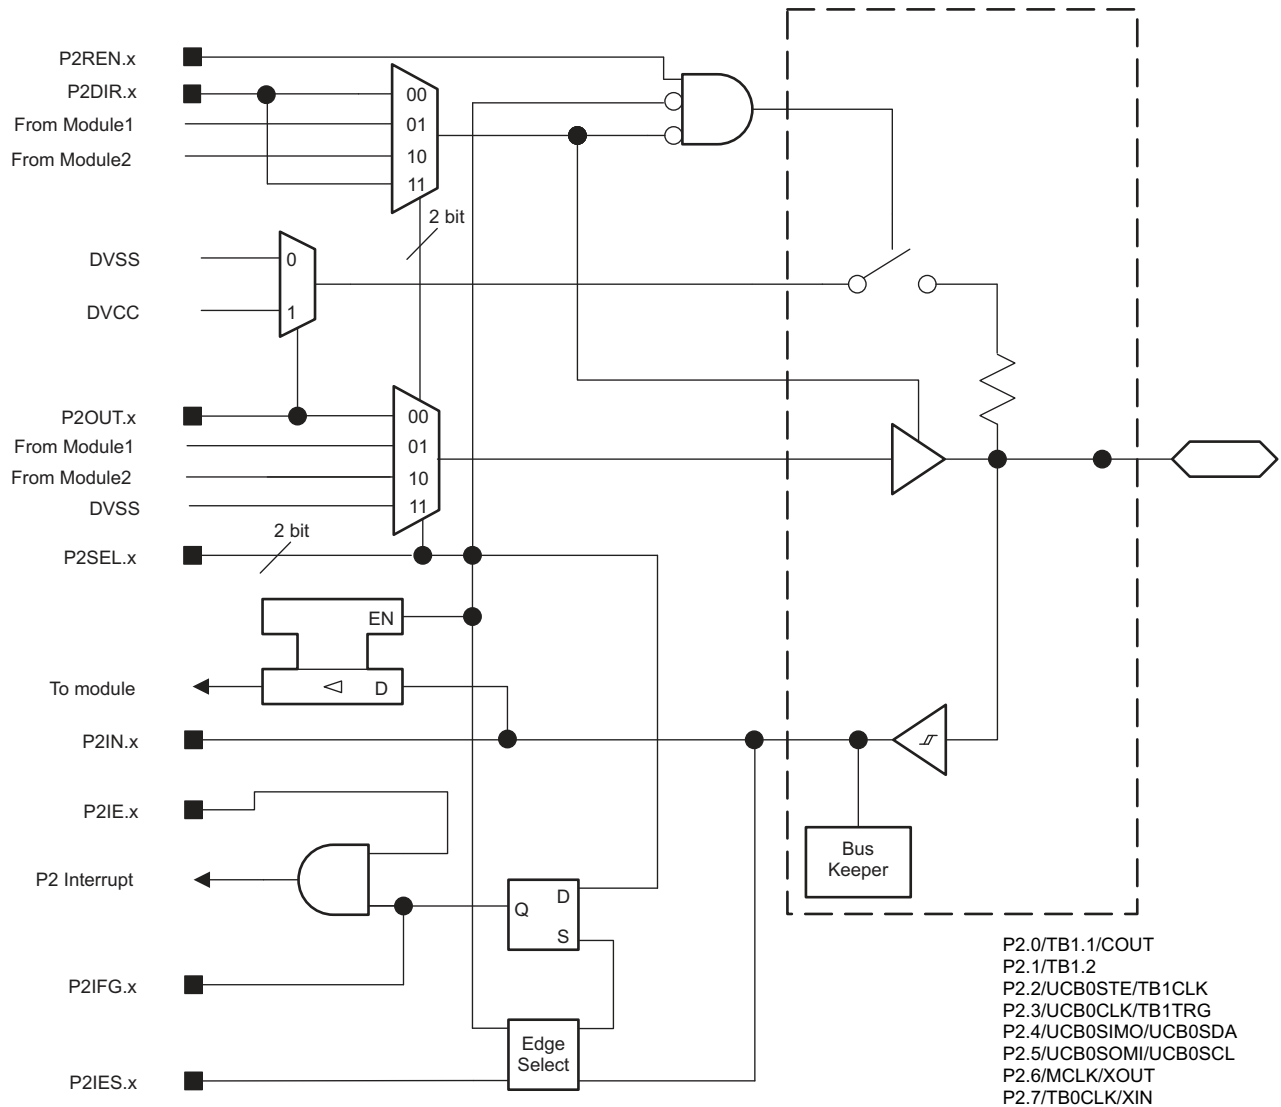 P2REN.x
P2DIR.x
From Module1
From Module2
00
01
10
11
2 bit
DVSS
DVCC
0
1
P2OUT.x
From Module1
From Module2
DVSS
00
01
10
11
P2SEL.x
2 bit
EN
D
To module
P2IN.x
P2IE.x
P2 Interrupt
Q
D
S
P2IFG.x
P2IES.x
Edge
Select
Bus
Keeper
P2.0/TB1.1/COUT
P2.1/TB1.2
P2.2/UCB0STE/TB1CLK
P2.3/UCB0CLK/TB1TRG
P2.4/UCB0SIMO/UCB0SDA
P2.5/UCB0SOMI/UCB0SCL
P2.6/MCLK/XOUT
P2.7/TB0CLK/XIN